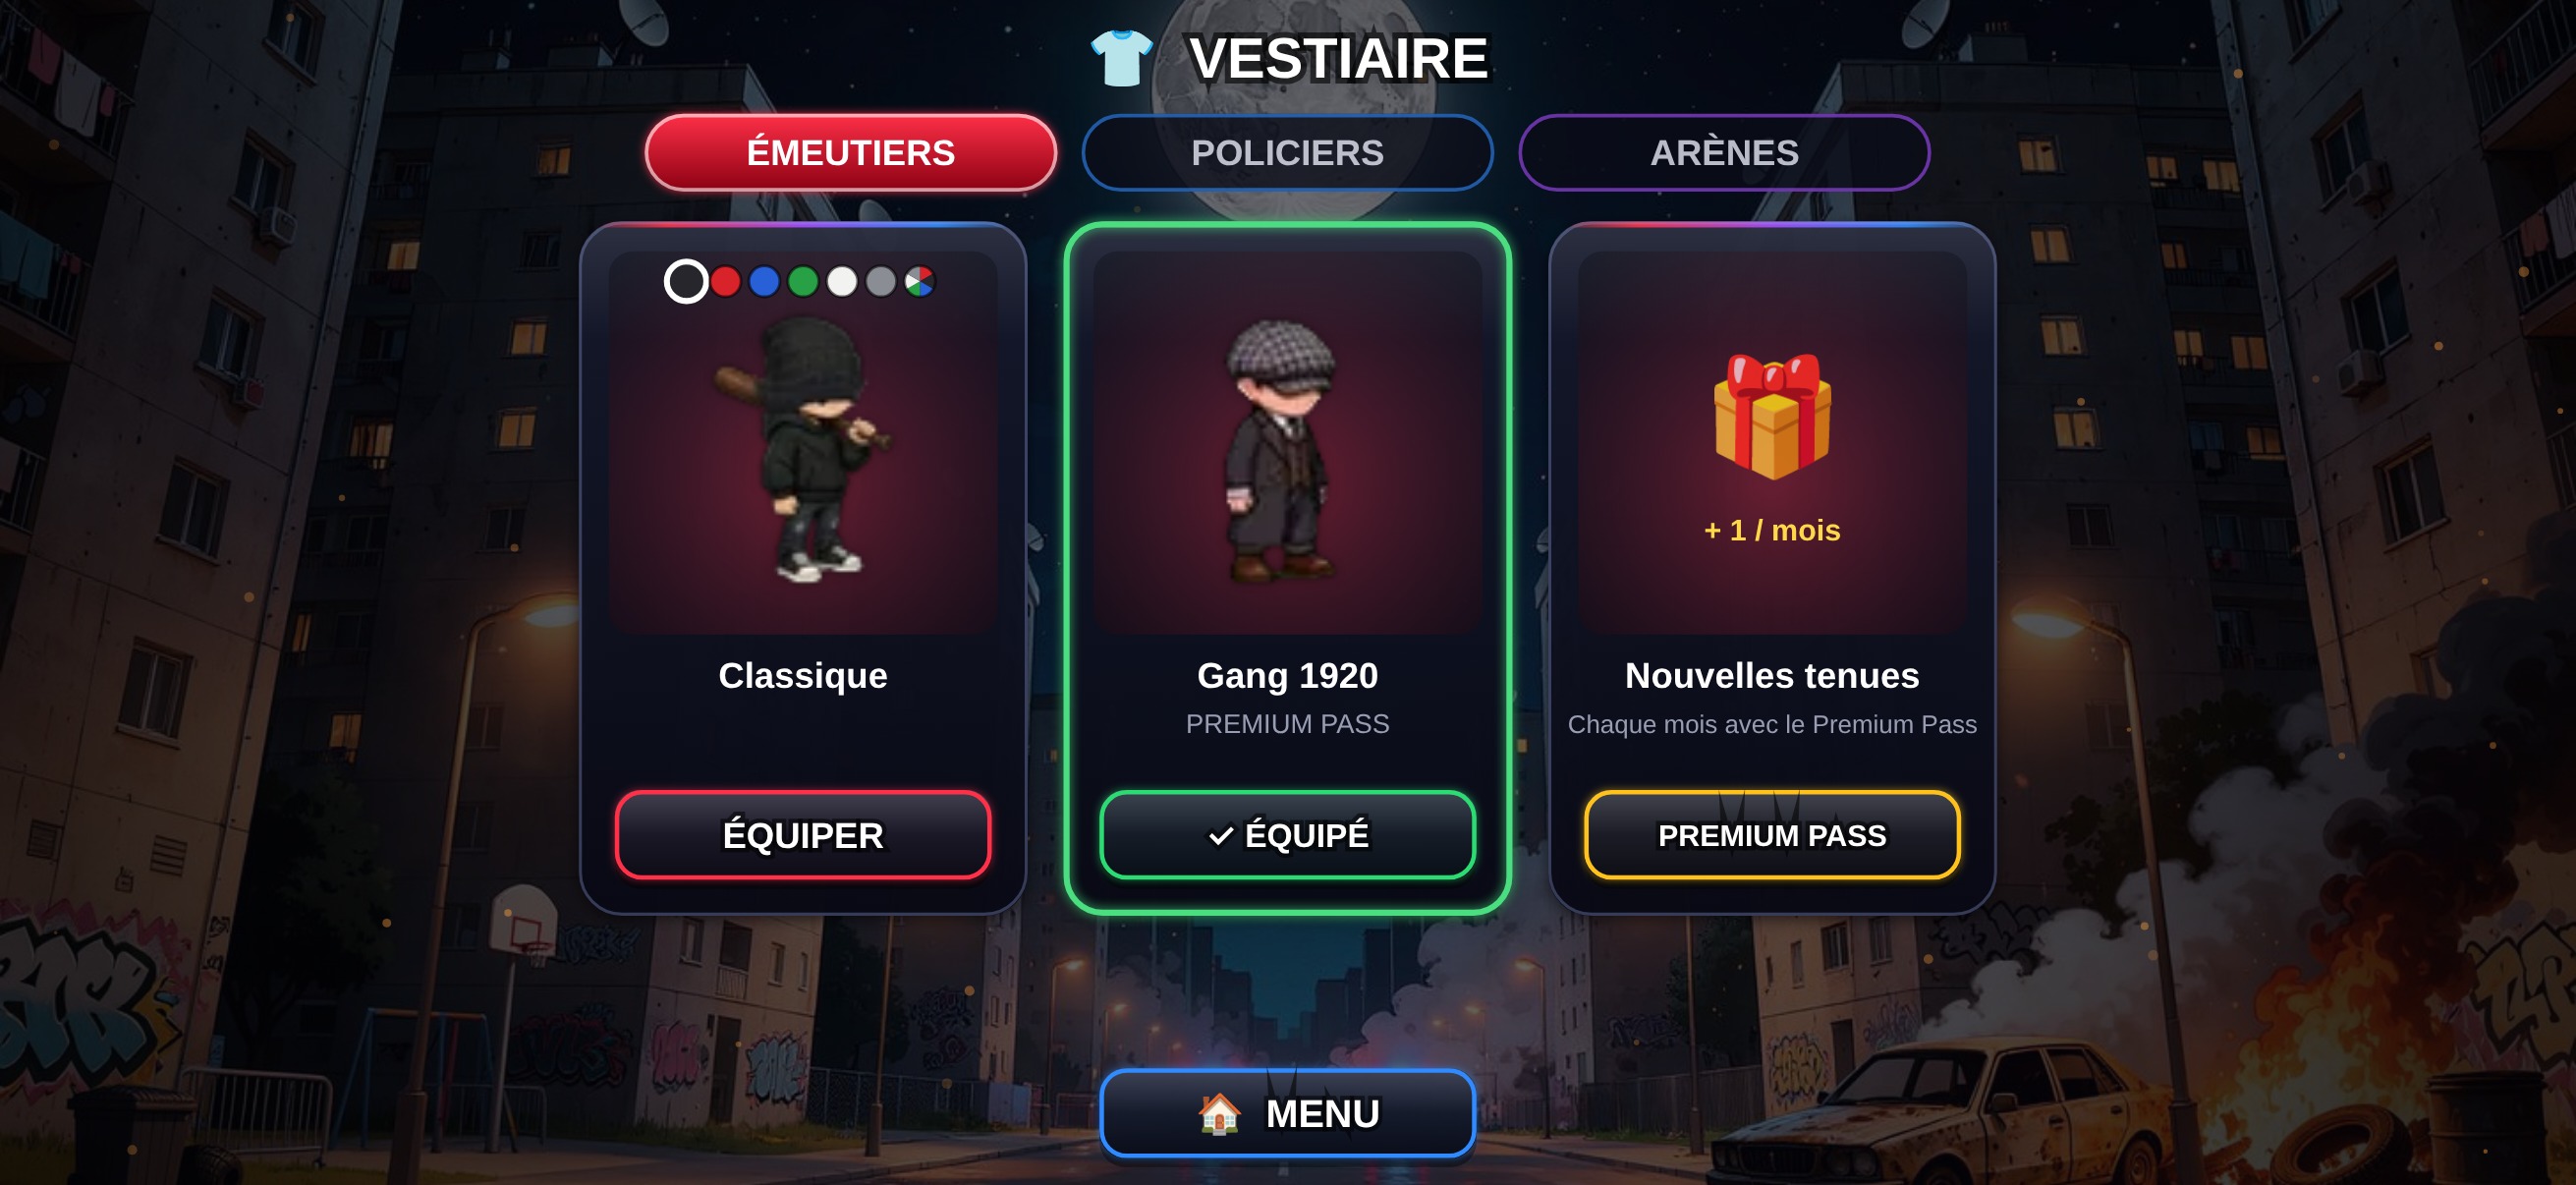 VESTIAIRE
ÉMEUTIERS
POLICIERS
ARÈNES
Classique
ÉQUIPER
Gang 1920
PREMIUM PASS
✓ ÉQUIPÉ
+ 1 / mois
Nouvelles tenues
Chaque mois avec le Premium Pass
PREMIUM PASS
MENU